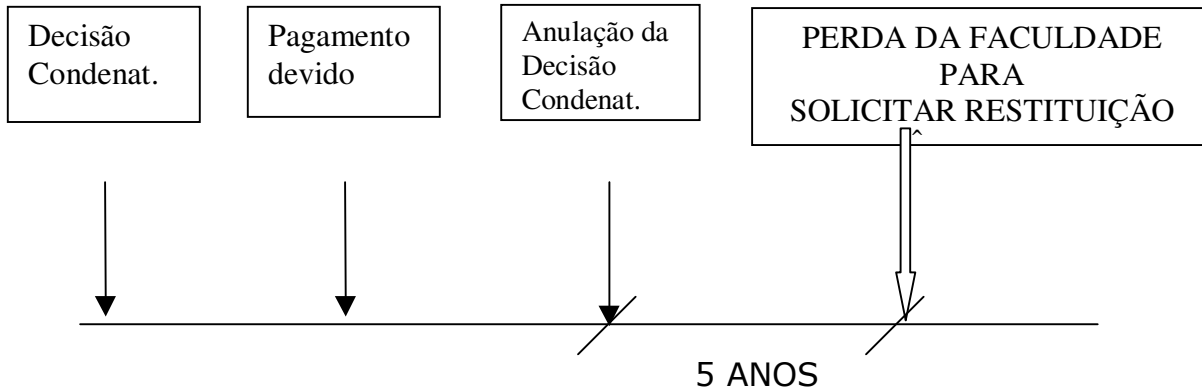 Decisão
Condenat.
Pagamento
devido
Anulação da
Decisão
Condenat.
PERDA DA FACULDADE
PARA
SOLICITAR RESTITUIÇÃO
^
5 ANOS